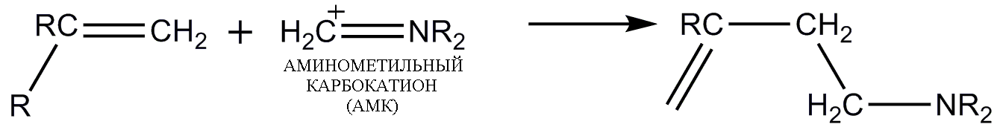 RC=CH2 + H2C+=NR2 → RC—CH2
R
АМИНОМЕТИЛЬНЫЙ
КАРБОКАТИОН
(АМК)
H2C—NR2